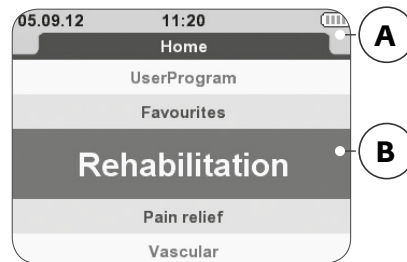 05.09.12 11:20
A
Home
UserProgram
Favourites
Rehabilitation
B
Pain relief
Vascular